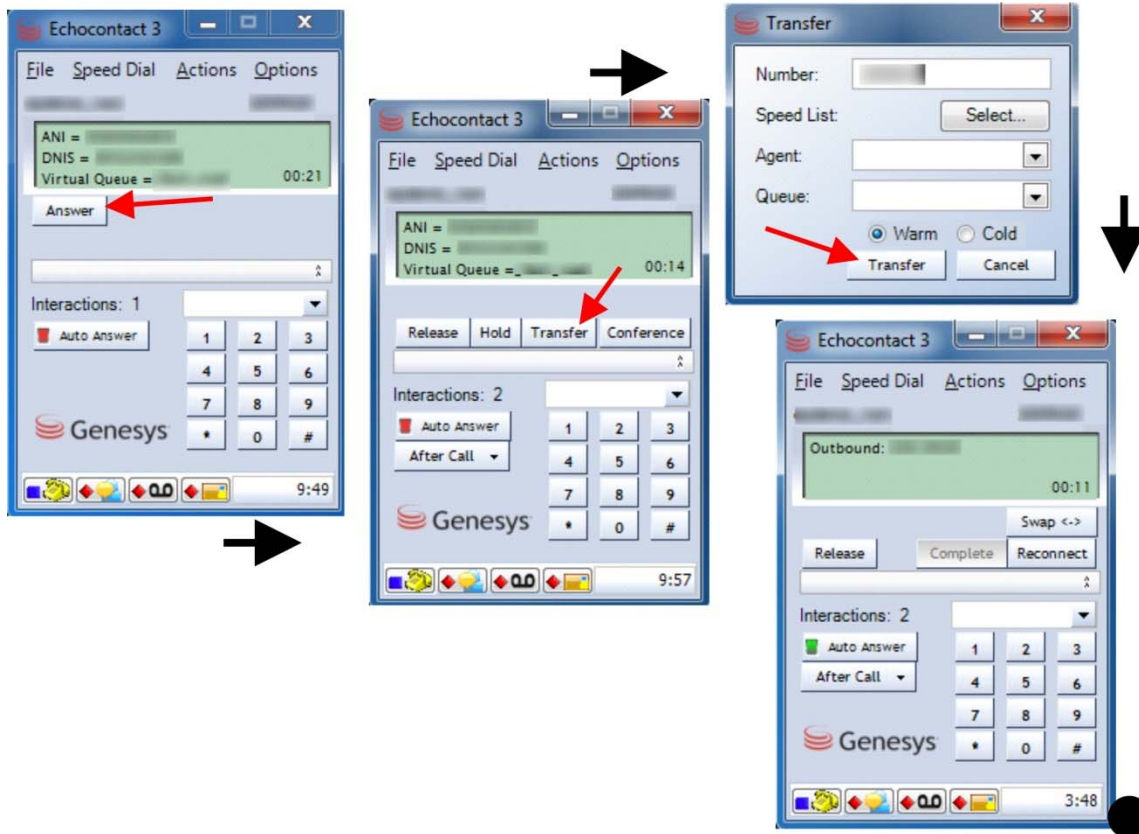 Echocontact 3
File Speed Dial Actions Options
ANI =
DNIS =
Virtual Queue = 00:21
Answer
Interactions: 1
Auto Answer
1 2 3
4 5 6
7 8 9
* 0 #
Genesys
9:49
Echocontact 3
File Speed Dial Actions Options
ANI =
DNIS =
Virtual Queue = 00:14
Release Hold Transfer Conference
Interactions: 2
Auto Answer
After Call
1 2 3
4 5 6
7 8 9
* 0 #
Genesys
9:57
Transfer
Number:
Speed List: Select...
Agent:
Queue:
Warm Cold
Transfer Cancel
Echocontact 3
File Speed Dial Actions Options
Outbound:
00:11
Swap <->
Release Complete Reconnect
Interactions: 2
Auto Answer
After Call
1 2 3
4 5 6
7 8 9
* 0 #
Genesys
3:48